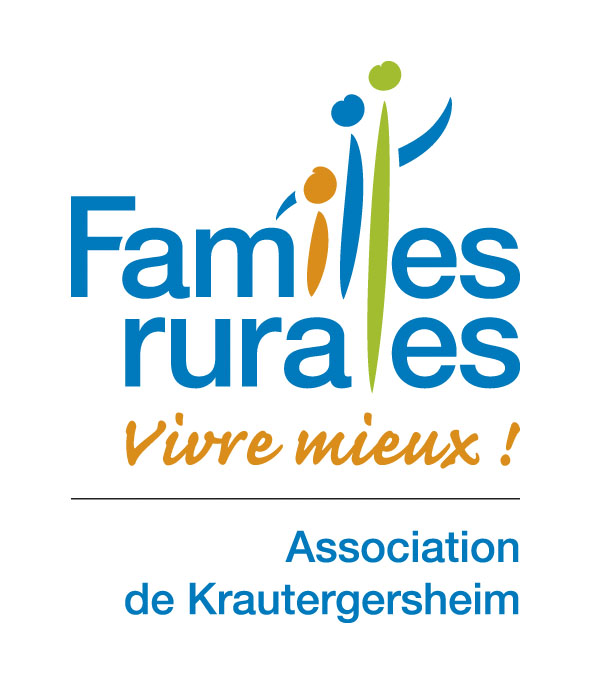 Familles
rurales
Vivre mieux !
Association
de Krautergersheim